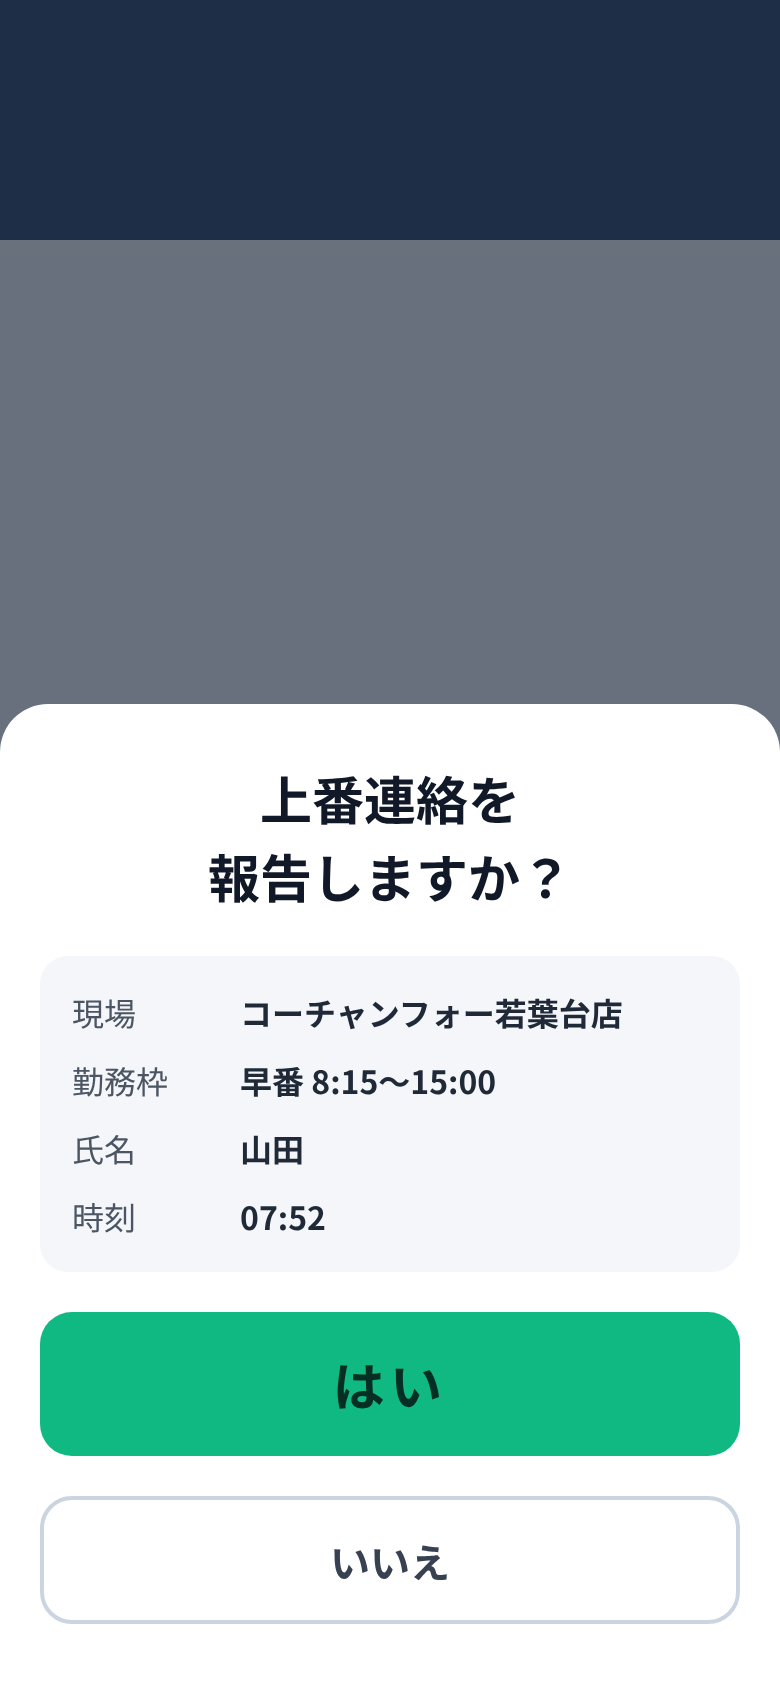 上番連絡を
報告しますか？
現場 コーチャンフォー若葉台店
勤務枠 早番 8:15〜15:00
氏名 山田
時刻 07:52
はい
いいえ